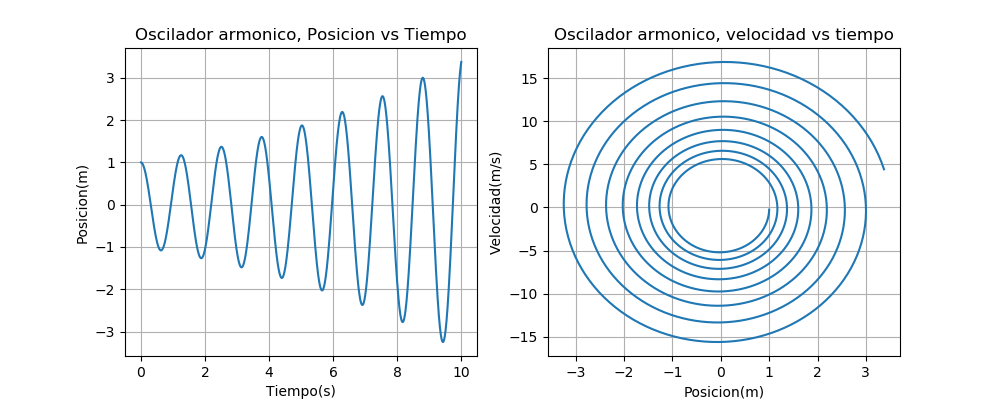 Oscilador armonico, Posicion vs Tiempo
Posicion(m)
3
2
1
0
−1
−2
−3
0 2 4 6 8 10
Tiempo(s)
Oscilador armonico, velocidad vs tiempo
Velocidad(m/s)
15
10
5
0
−5
−10
−15
−3 −2 −1 0 1 2 3
Posicion(m)